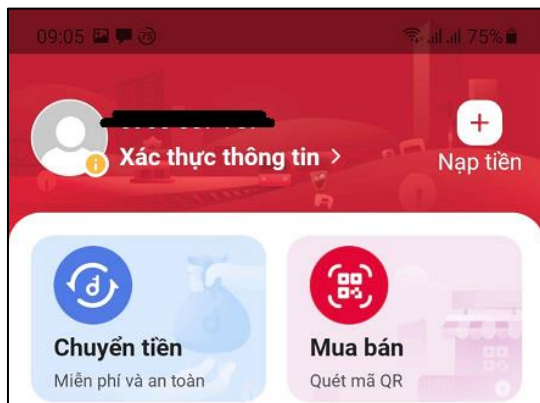 09:05 75%
Xác thực thông tin >
Nạp tiền
Chuyển tiền
Miễn phí và an toàn
Mua bán
Quét mã QR